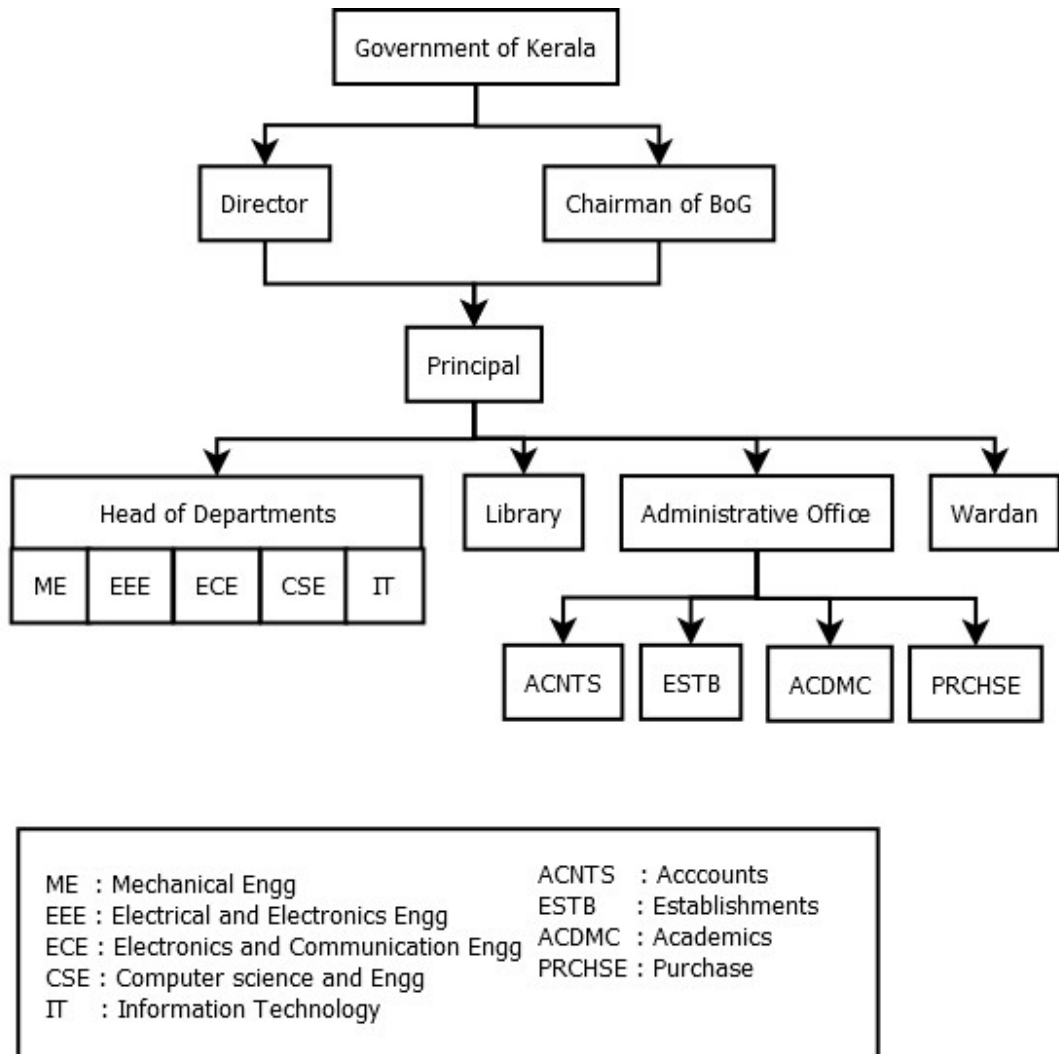 Government of Kerala
Director
Chairman of BoG
Principal
Head of Departments
Library
Administrative Office
Wardan
ME
EEE
ECE
CSE
IT
ACNTS
ESTB
ACDMC
PRCHSE
ME : Mechanical Engg
EEE : Electrical and Electronics Engg
ECE : Electronics and Communication Engg
CSE : Computer science and Engg
IT : Information Technology
ACNTS : Acccounts
ESTB : Establishments
ACDMC : Academics
PRCHSE : Purchase